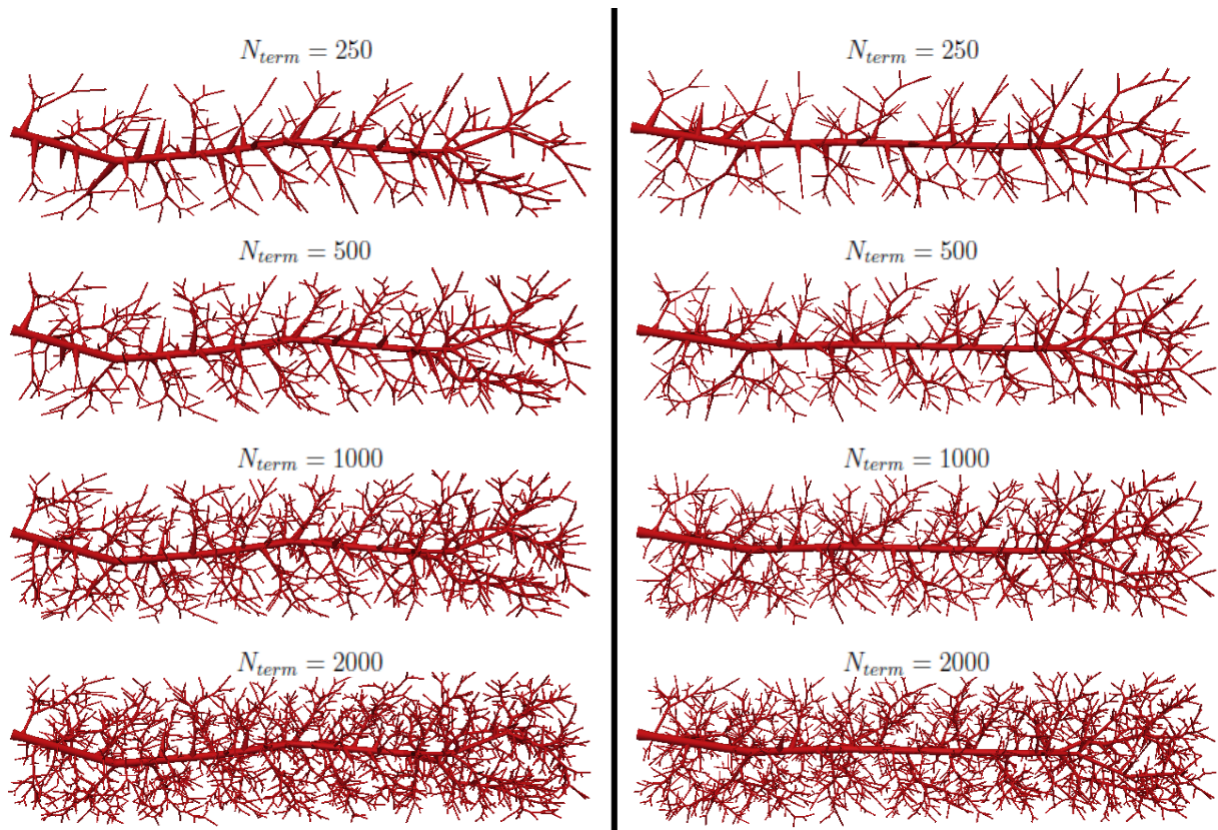 N_term = 250
N_term = 250
N_term = 500
N_term = 500
N_term = 1000
N_term = 1000
N_term = 2000
N_term = 2000